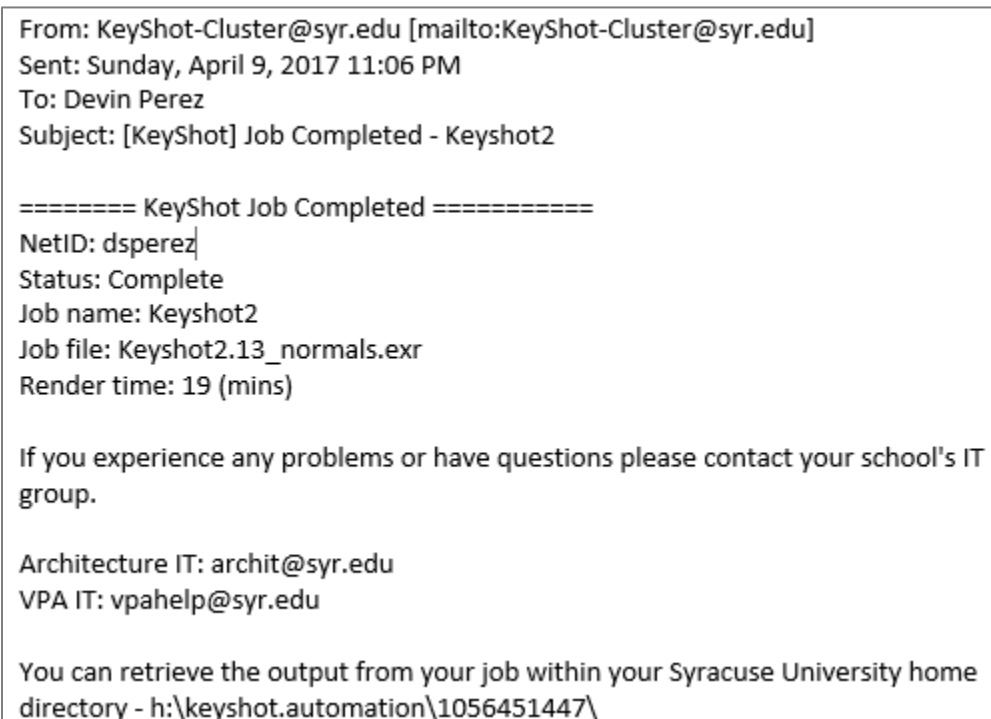 From: KeyShot-Cluster@syr.edu [mailto:KeyShot-Cluster@syr.edu]
Sent: Sunday, April 9, 2017 11:06 PM
To: Devin Perez
Subject: [KeyShot] Job Completed - Keyshot2
======== KeyShot Job Completed ===========
NetID: dsperez
Status: Complete
Job name: Keyshot2
Job file: Keyshot2.13_normals.exr
Render time: 19 (mins)
If you experience any problems or have questions please contact your school's IT
group.
Architecture IT: archit@syr.edu
VPA IT: vpahelp@syr.edu
You can retrieve the output from your job within your Syracuse University home
directory - h:\keyshot.automation\1056451447\